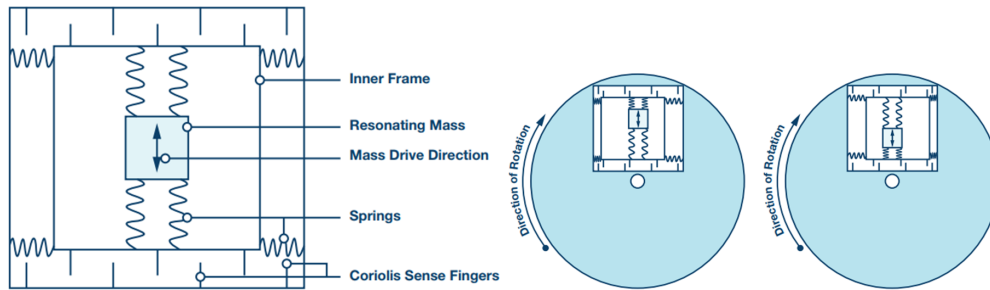 Inner Frame
Resonating Mass
Mass Drive Direction
Springs
Coriolis Sense Fingers
Direction of Rotation
Direction of Rotation